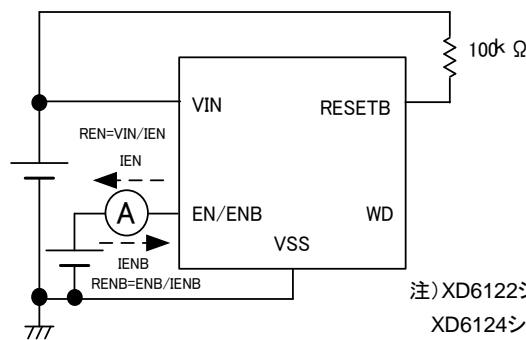 100k Ω
VIN
RESETB
REN=VIN/IEN
IEN
A
EN/ENB
WD
VSS
IENB
RENB=ENB/IENB
注)XD6122シ
XD6124シ